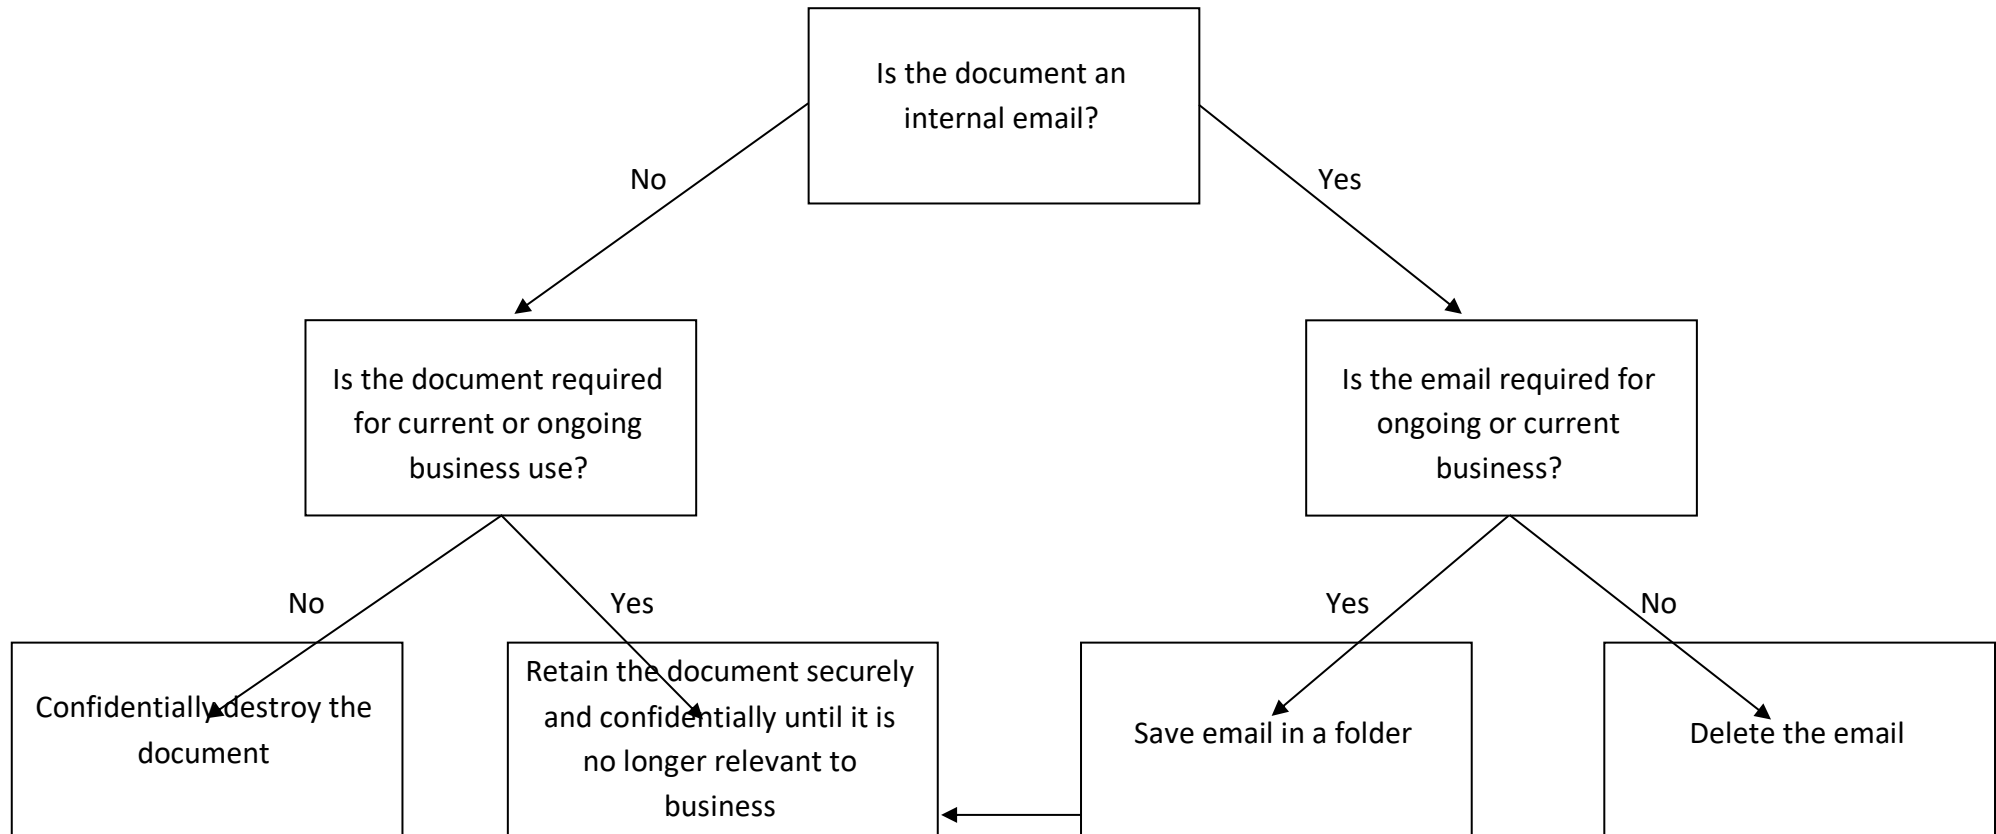 Is the document an
internal email?
No
Yes
Is the document required
for current or ongoing
business use?
Is the email required for
ongoing or current
business?
No
Yes
Yes
No
Confidentially destroy the
document
Retain the document securely
and confidentially until it is
no longer relevant to
business
Save email in a folder
Delete the email